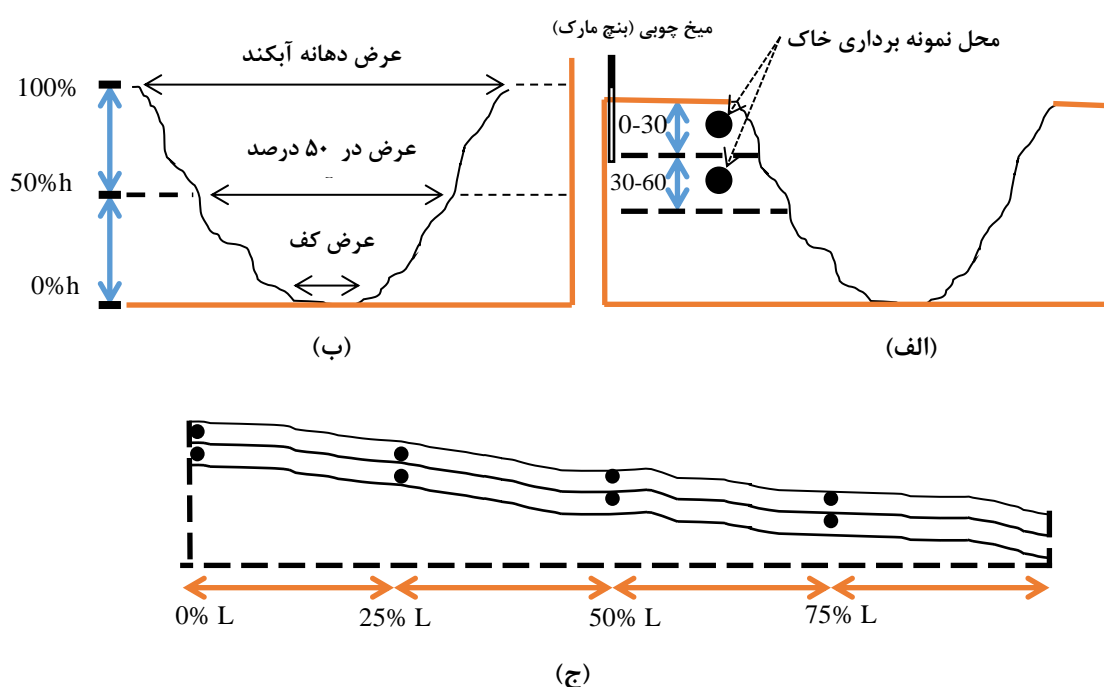 میخ چوبی (بنچ مارک)
محل نمونه برداری خاک
0-30
30-60
(الف)
عرض دهانه آبکند
100%
عرض در ۵۰ درصد
50%h
عرض کف
0%h
(ب)
0% L
25% L
50% L
75% L
(ج)